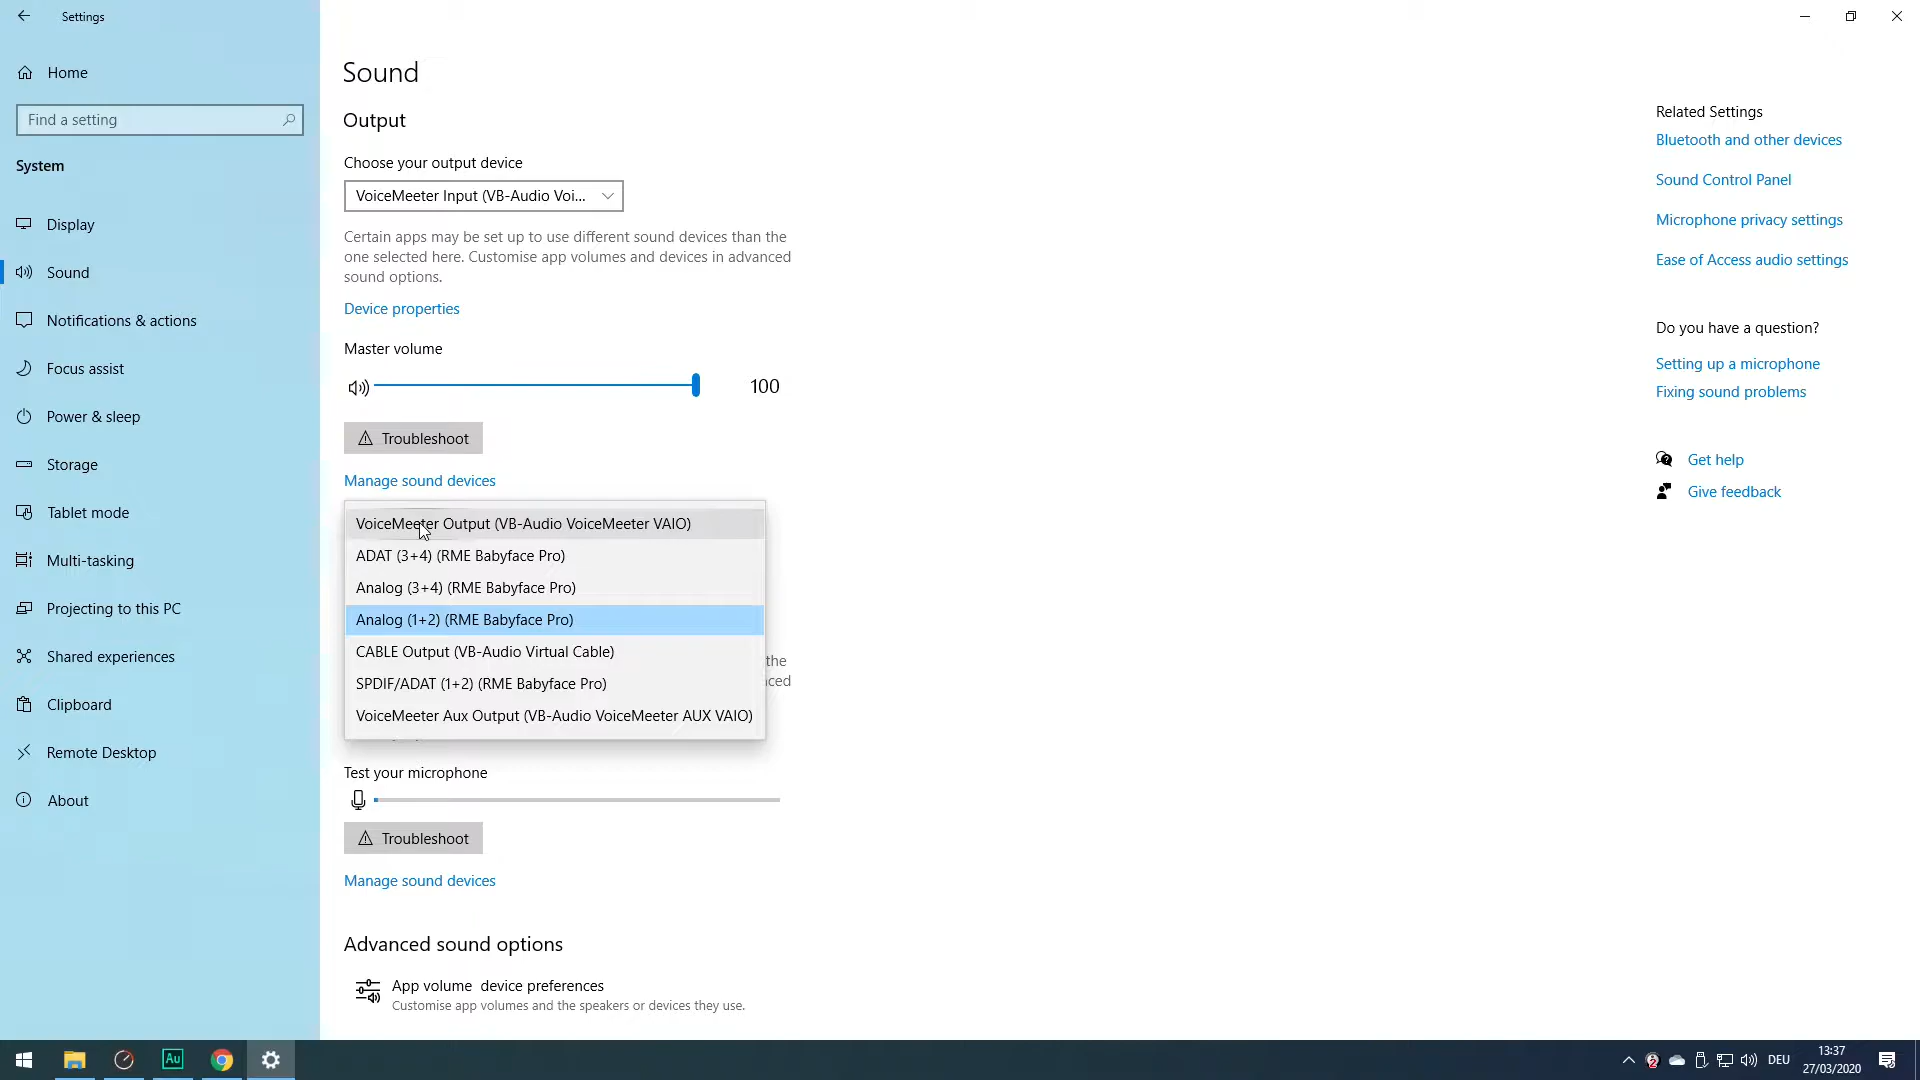 Settings
Home
Find a setting
System
Display
Sound
Notifications & actions
Focus assist
Power & sleep
Storage
Tablet mode
Multi-tasking
Projecting to this PC
Shared experiences
Clipboard
Remote Desktop
About
Sound
Output
Choose your output device
VoiceMeeter Input (VB-Audio Voi...
Certain apps may be set up to use different sound devices than the
one selected here. Customise app volumes and devices in advanced
sound options.
Device properties
Master volume
100
Troubleshoot
Manage sound devices
VoiceMeeter Output (VB-Audio VoiceMeeter VAIO)
ADAT (3+4) (RME Babyface Pro)
Analog (3+4) (RME Babyface Pro)
Analog (1+2) (RME Babyface Pro)
CABLE Output (VB-Audio Virtual Cable)
the
SPDIF/ADAT (1+2) (RME Babyface Pro)
VoiceMeeter Aux Output (VB-Audio VoiceMeeter AUX VAIO)
Test your microphone
Troubleshoot
Manage sound devices
Advanced sound options
App volume device preferences
Customise app volumes and the speakers or devices they use.
Related Settings
Bluetooth and other devices
Sound Control Panel
Microphone privacy settings
Ease of Access audio settings
Do you have a question?
Setting up a microphone
Fixing sound problems
Get help
Give feedback
Au
DEU
13:37
27/03/2020